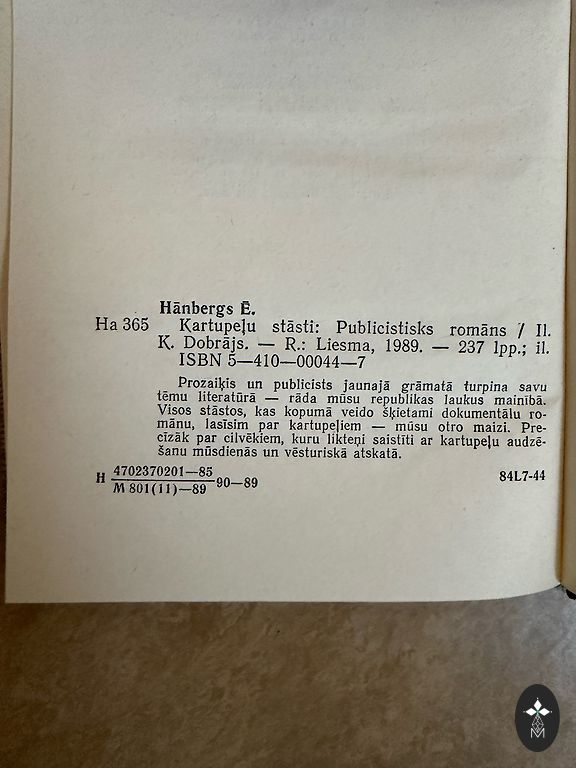 Hānbergs Ē.
Ha 365 Kartupeļu stāsti: Publicistisks romāns / Il.
K. Dobrājs. — R.: Liesma, 1989. — 237 lpp.; il.
ISBN 5—410—00044—7
Prozaiķis un publicists jaunajā grāmatā turpina savu
tēmu literatūrā — rāda mūsu republikas laukus mainībā.
Visos stāstos, kas kopumā veido šķietami dokumentālu ro-
mānu, lasīsim par kartupeļiem — mūsu otro maizi. Pre-
cīzāk par cilvēkiem, kuru likteņi saistīti ar kartupeļu audzē-
šanu mūsdienās un vēsturiskā atskatā.
H 4702370201—85
M 801(11)—89 90—89
84L7-44
M